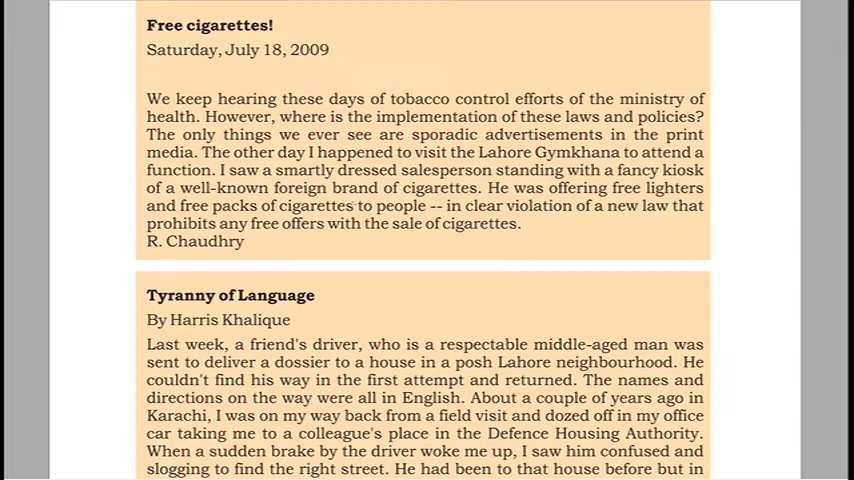 Free cigarettes!
Saturday, July 18, 2009
We keep hearing these days of tobacco control efforts of the ministry of
health. However, where is the implementation of these laws and policies?
The only things we ever see are sporadic advertisements in the print
media. The other day I happened to visit the Lahore Gymkhana to attend a
function. I saw a smartly dressed salesperson standing with a fancy kiosk
of a well-known foreign brand of cigarettes. He was offering free lighters
and free packs of cigarettes to people -- in clear violation of a new law that
prohibits any free offers with the sale of cigarettes.
R. Chaudhry
Tyranny of Language
By Harris Khalique
Last week, a friend's driver, who is a respectable middle-aged man was
sent to deliver a dossier to a house in a posh Lahore neighbourhood. He
couldn't find his way in the first attempt and returned. The names and
directions on the way were all in English. About a couple of years ago in
Karachi, I was on my way back from a field visit and dozed off in my office
car taking me to a colleague's place in the Defence Housing Authority.
When a sudden brake by the driver woke me up, I saw him confused and
slogging to find the right street. He had been to that house before but in